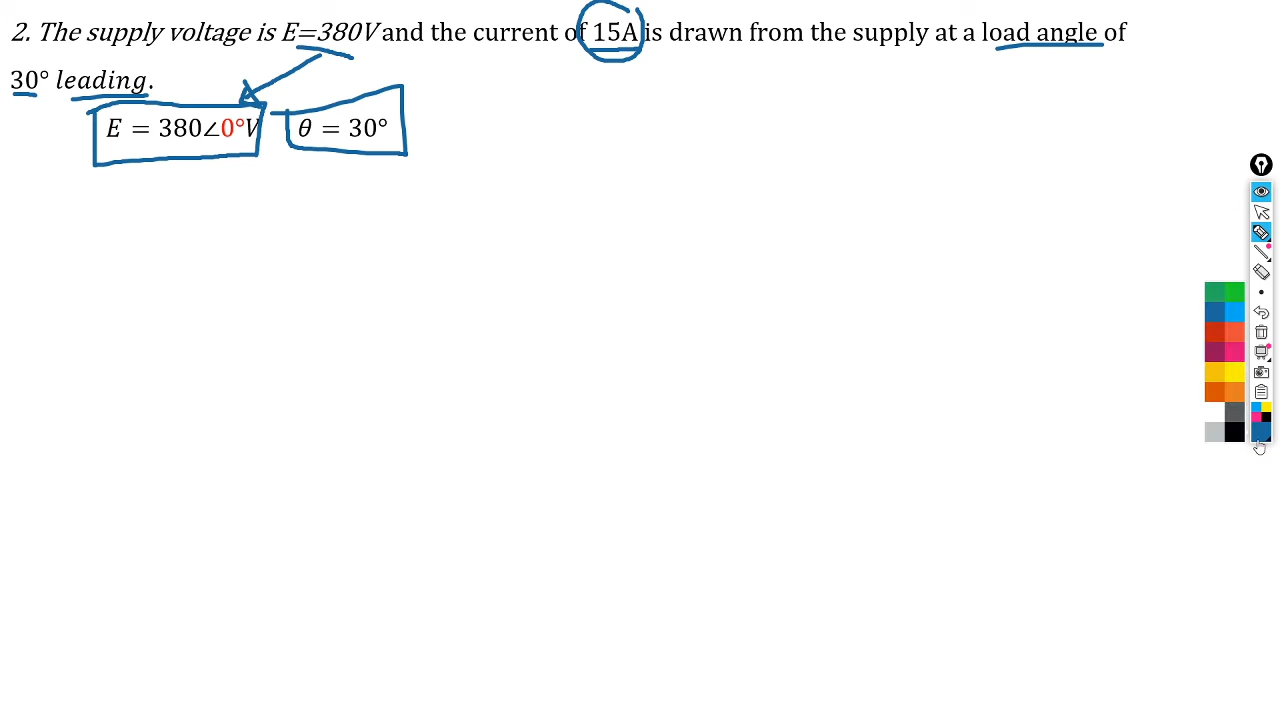 2. The supply voltage is E=380V and the current of 15A is drawn from the supply at a load angle of
30° leading.
E = 380∠0°V θ = 30°